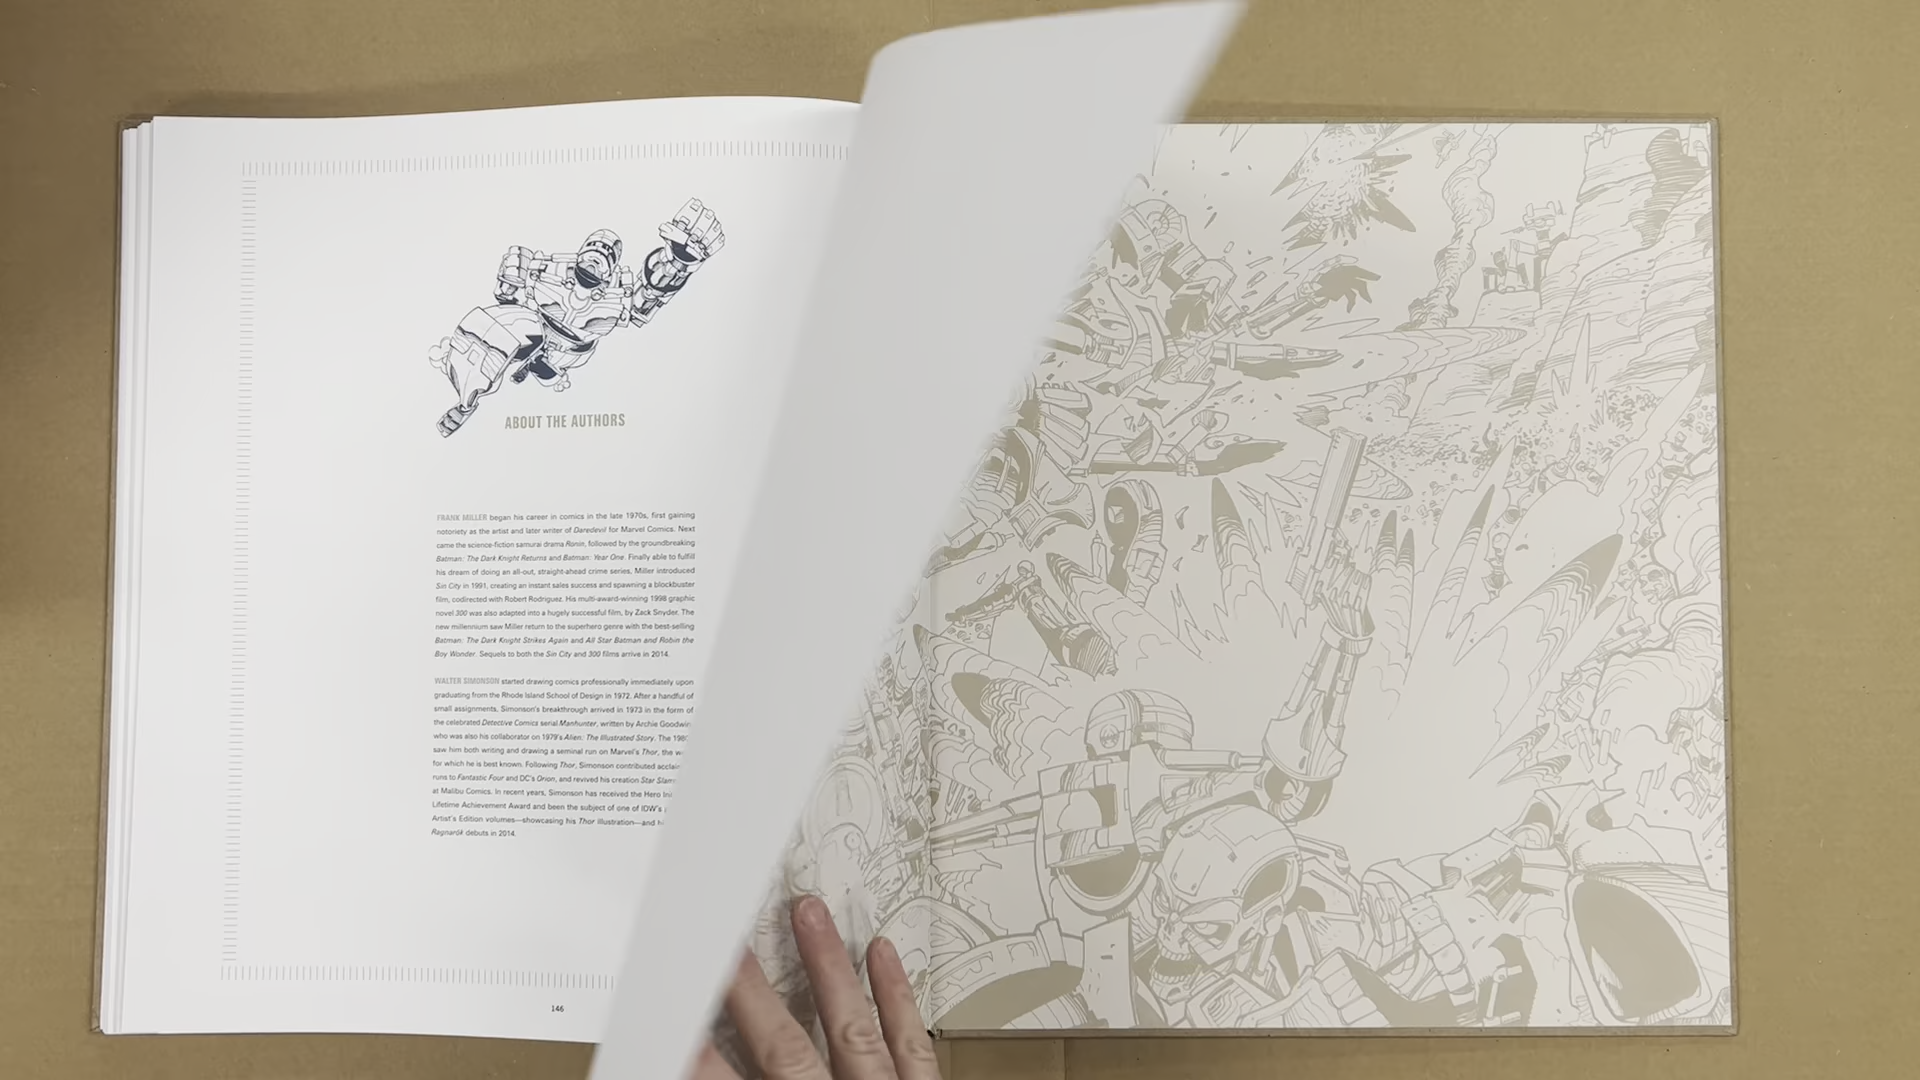 ABOUT THE AUTHORS
FRANK MILLER began his career in comics in the late 1970s, first gaining
notoriety as the artist and later writer of Daredevil for Marvel Comics. Next
came the science-fiction samurai drama Ronin, followed by the groundbreaking
Batman: The Dark Knight Returns and Batman: Year One. Finally able to fulfill
his dream of doing an all-out, straight-ahead crime series, Miller introduced
Sin City in 1991, creating an instant sales success and spawning a blockbuster
film, codirected with Robert Rodriguez. His multi-award-winning 1998 graphic
novel 300 was also adapted into a hugely successful film, by Zack Snyder. The
new millennium saw Miller return to the superhero genre with the best-selling
Batman: The Dark Knight Strikes Again and All Star Batman and Robin the
Boy Wonder. Sequels to both the Sin City and 300 films arrive in 2014.
WALTER SIMONSON started drawing comics professionally immediately upon
graduating from the Rhode Island School of Design in 1972. After a handful of
small assignments, Simonson's breakthrough arrived in 1973 in the form of
the celebrated Detective Comics serial Manhunter, written by Archie Goodwin,
who was also his collaborator on 1979's Alien: The Illustrated Story. The
saw him both writing and drawing a seminal run on Marvel's Thor, the
for which he is best known. Following Thor, Simonson contributed
runs to Fantastic Four and DC's Orion, and revived his creation Star
at Malibu Comics. In recent years, Simonson has received the Hero
Lifetime Achievement Award and been the subject of one of IDW's
Artist's Edition volumes—showcasing his Thor illustration—and
Ragnarök debuts in 2014.
146